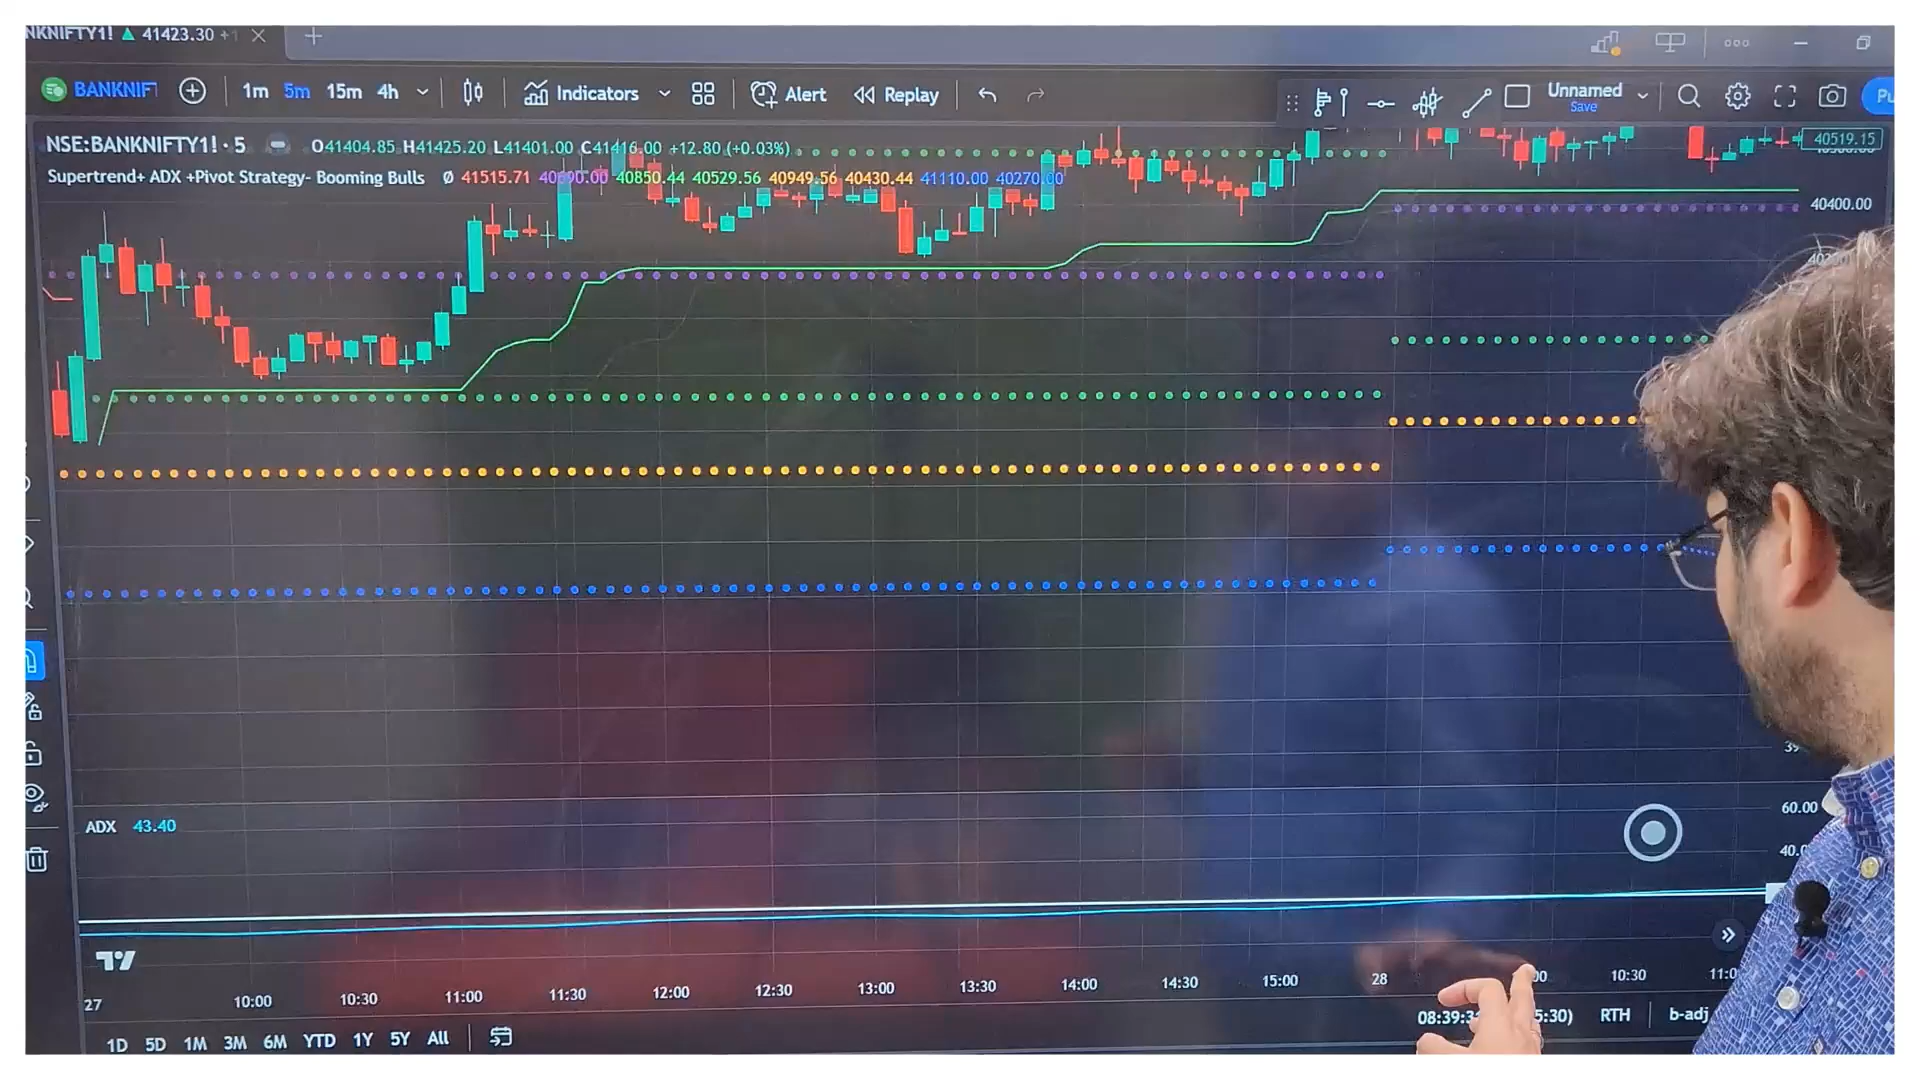 NKNIFTY1! ▲ 41423.30 +1
BANKNIF
1m 5m 15m 4h
Indicators
Alert
Replay
Unnamed
Save
NSE:BANKNIFTY1! · 5
O41404.85 H41425.20 L41401.00 C41416.00 +12.80 (+0.03%)
40519.15
Supertrend+ ADX +Pivot Strategy- Booming Bulls Ø 41515.71 40690.00 40850.44 40529.56 40949.56 40430.44 41110.00 40270.00
40400.00
60.00
ADX 43.40
27 10:00 10:30 11:00 11:30 12:00 12:30 13:00 13:30 14:00 14:30 15:00 28 10:30
RTH
b-adj
1D 5D 1M 3M 6M YTD 1Y 5Y All